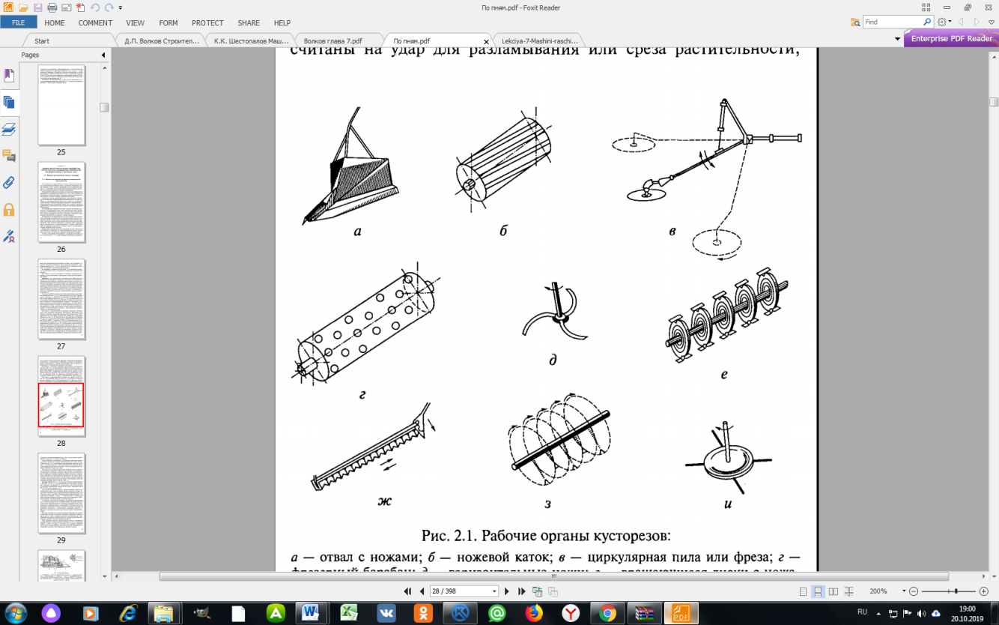 По пням.pdf - Foxit Reader
FILE HOME COMMENT VIEW FORM PROTECT SHARE HELP
Find
Start
Д.П. Волков Строител...
К.К. Шестопалов Маш...
Волков глава 7.pdf
По пням.pdf
Lekciya-7-Mashini-raschi...
Enterprise PDF Reader
Pages
25
26
27
28
29
считаны на удар для разламывания или среза растительности,
а
б
в
г
д
е
ж
з
и
Рис. 2.1. Рабочие органы кусторезов:
а — отвал с ножами; б — ножевой каток; в — циркулярная пила или фреза; г —
28 / 398
200%
RU
19:00
20.10.2019